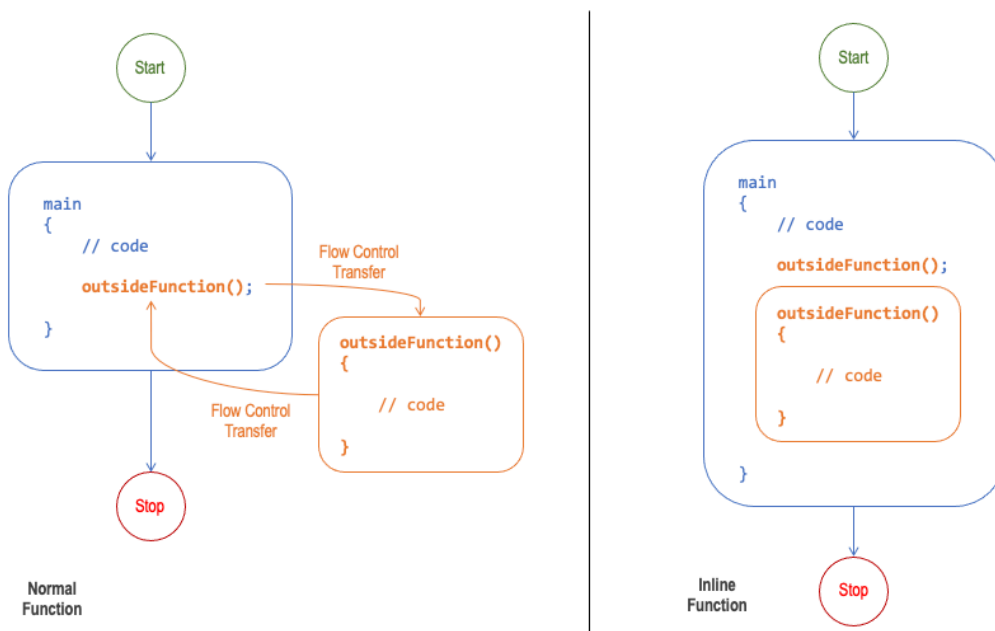 Start
main
{
// code
outsideFunction();
}
Flow Control
Transfer
outsideFunction()
{
// code
}
Flow Control
Transfer
Stop
Normal
Function
Start
main
{
// code
outsideFunction();
outsideFunction()
{
// code
}
}
Stop
Inline
Function